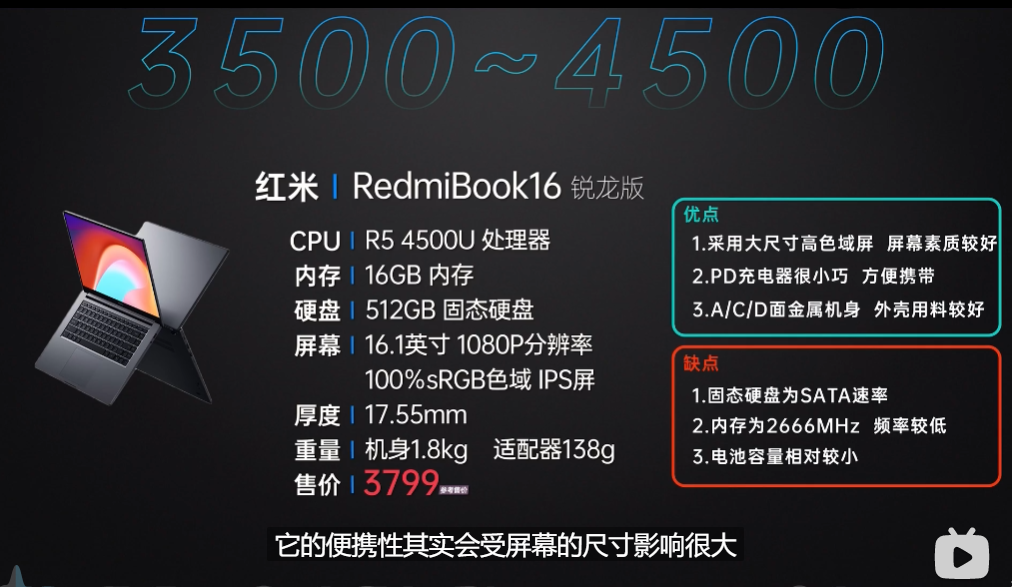 3500~4500
红米 | RedmiBook16 锐龙版
CPU | R5 4500U 处理器
内存 | 16GB 内存
硬盘 | 512GB 固态硬盘
屏幕 | 16.1英寸 1080P分辨率
100%sRGB色域 IPS屏
厚度 | 17.55mm
重量 | 机身1.8kg 适配器138g
售价 | 3799 参考售价
优点
1.采用大尺寸高色域屏 屏幕素质较好
2.PD充电器很小巧 方便携带
3.A/C/D面金属机身 外壳用料较好
缺点
1.固态硬盘为SATA速率
2.内存为2666MHz 频率较低
3.电池容量相对较小
它的便携性其实会受屏幕的尺寸影响很大